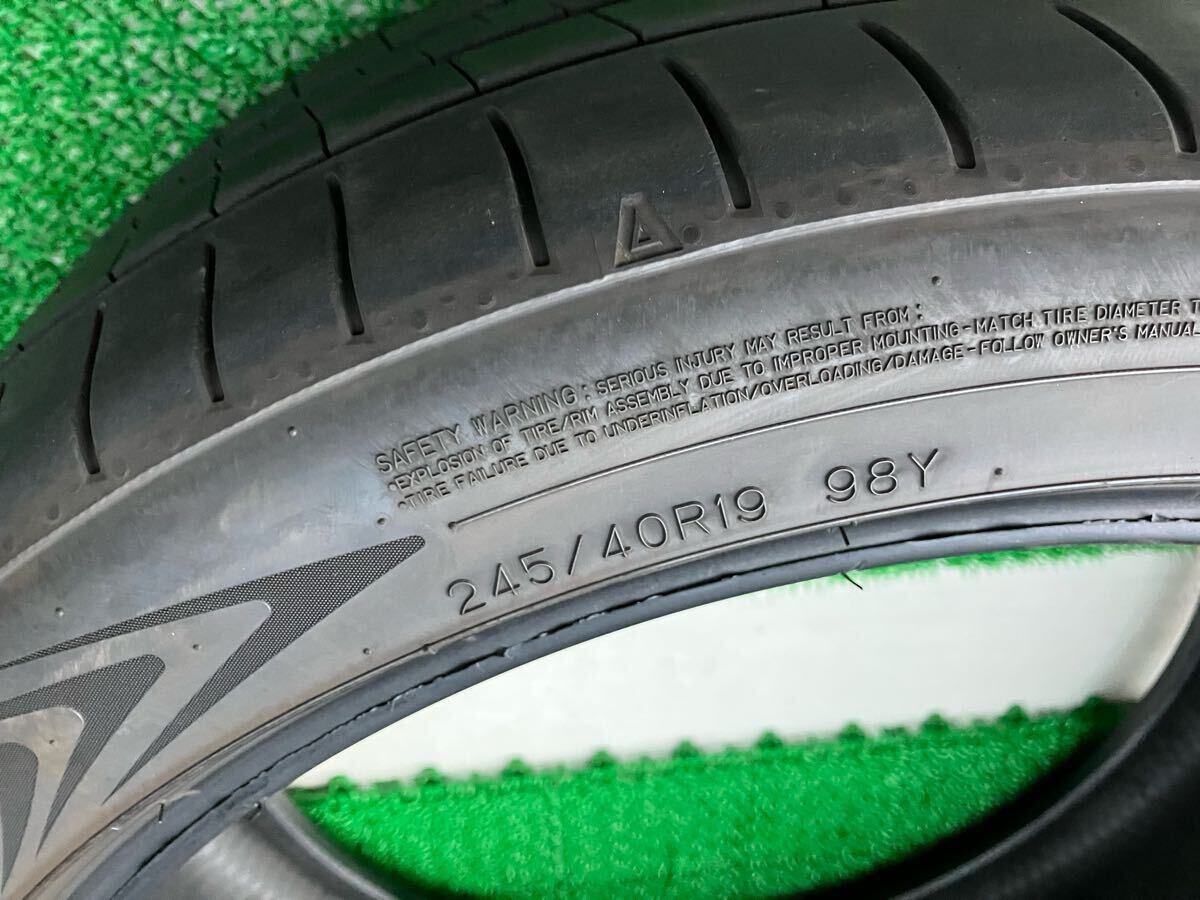 SAFETY WARNING : SERIOUS INJURY MAY RESULT FROM :
•EXPLOSION OF TIRE/RIM ASSEMBLY DUE TO IMPROPER MOUNTING-MATCH TIRE DIAMETER T
•TIRE FAILURE DUE TO UNDERINFLATION/OVERLOADING/DAMAGE-FOLLOW OWNER'S MANUAL
245/40R19 98Y